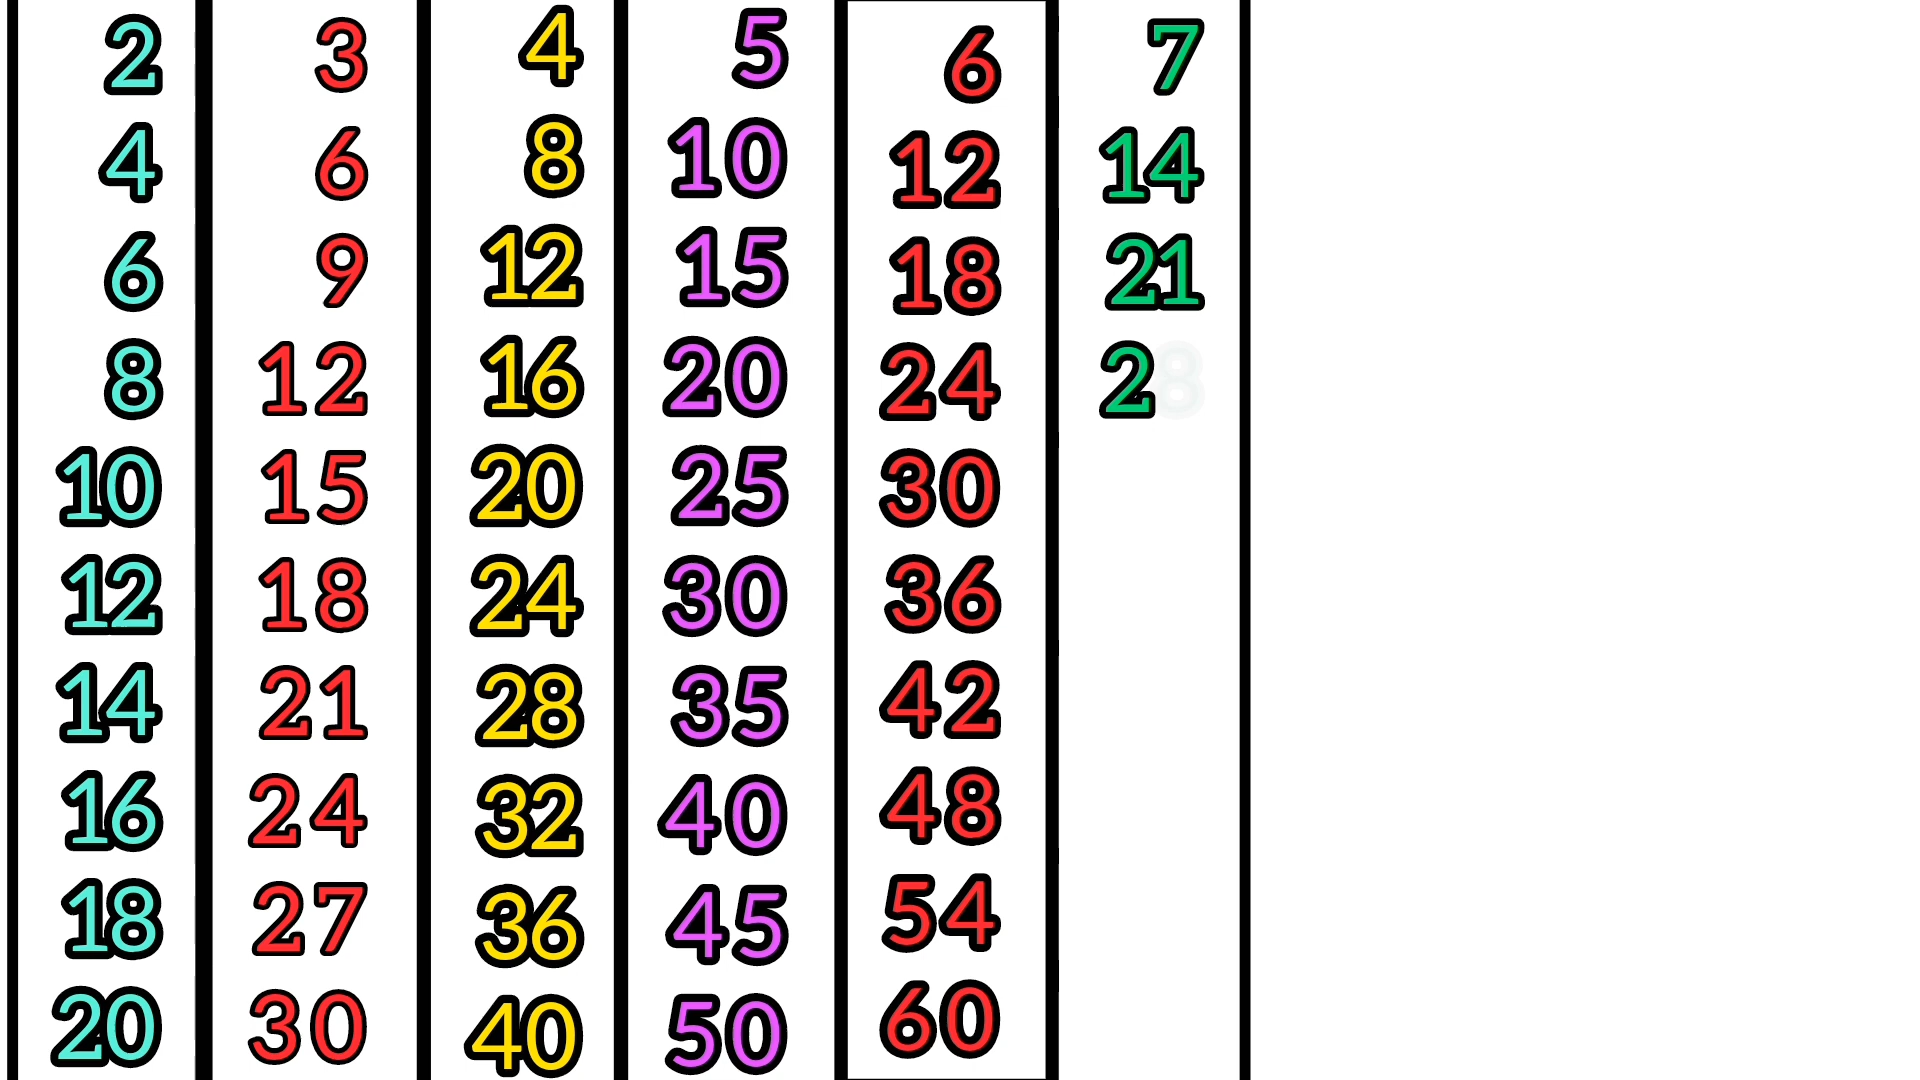 2 3 4 5 6 7
4 6 8 10 12 14
6 9 12 15 18 21
8 12 16 20 24 28
10 15 20 25 30
12 18 24 30 36
14 21 28 35 42
16 24 32 40 48
18 27 36 45 54
20 30 40 50 60